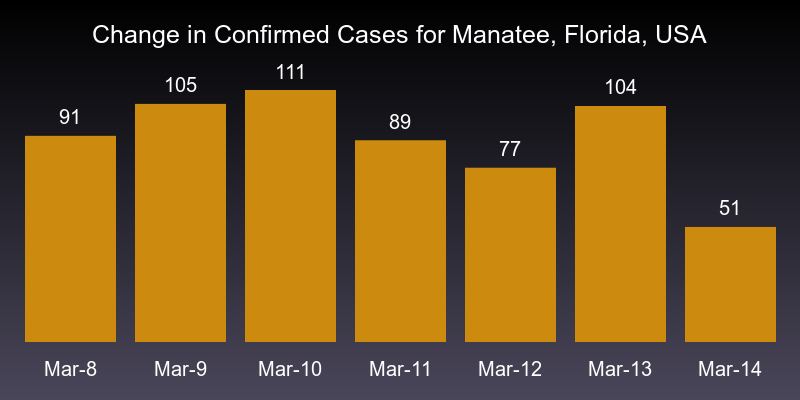 Change in Confirmed Cases for Manatee, Florida, USA
91 105 111 89 77 104 51
Mar-8 Mar-9 Mar-10 Mar-11 Mar-12 Mar-13 Mar-14